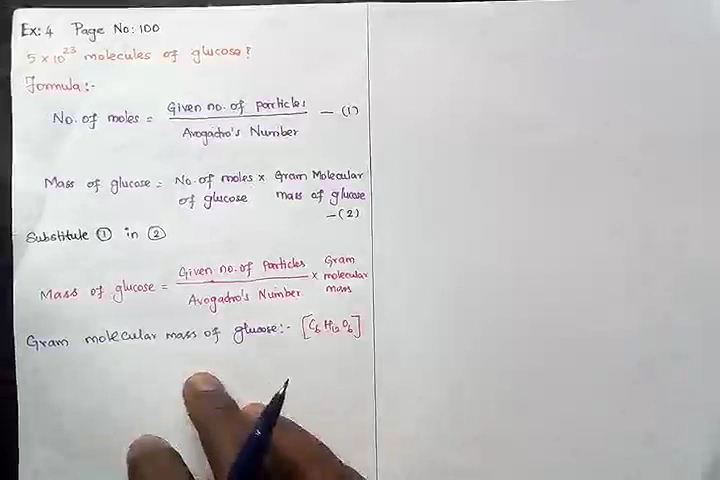 Ex: 4 Page No: 100
5 × 10²³ molecules of glucose?
Formula:-
No. of moles = Given no. of particles / Avogadro's Number — (1)
Mass of glucose = No. of moles of glucose × Gram Molecular mass of glucose — (2)
Substitute ① in ②
Mass of glucose = Given no. of particles / Avogadro's Number × Gram molecular mass
Gram molecular mass of glucose:- [C₆H₁₂O₆]